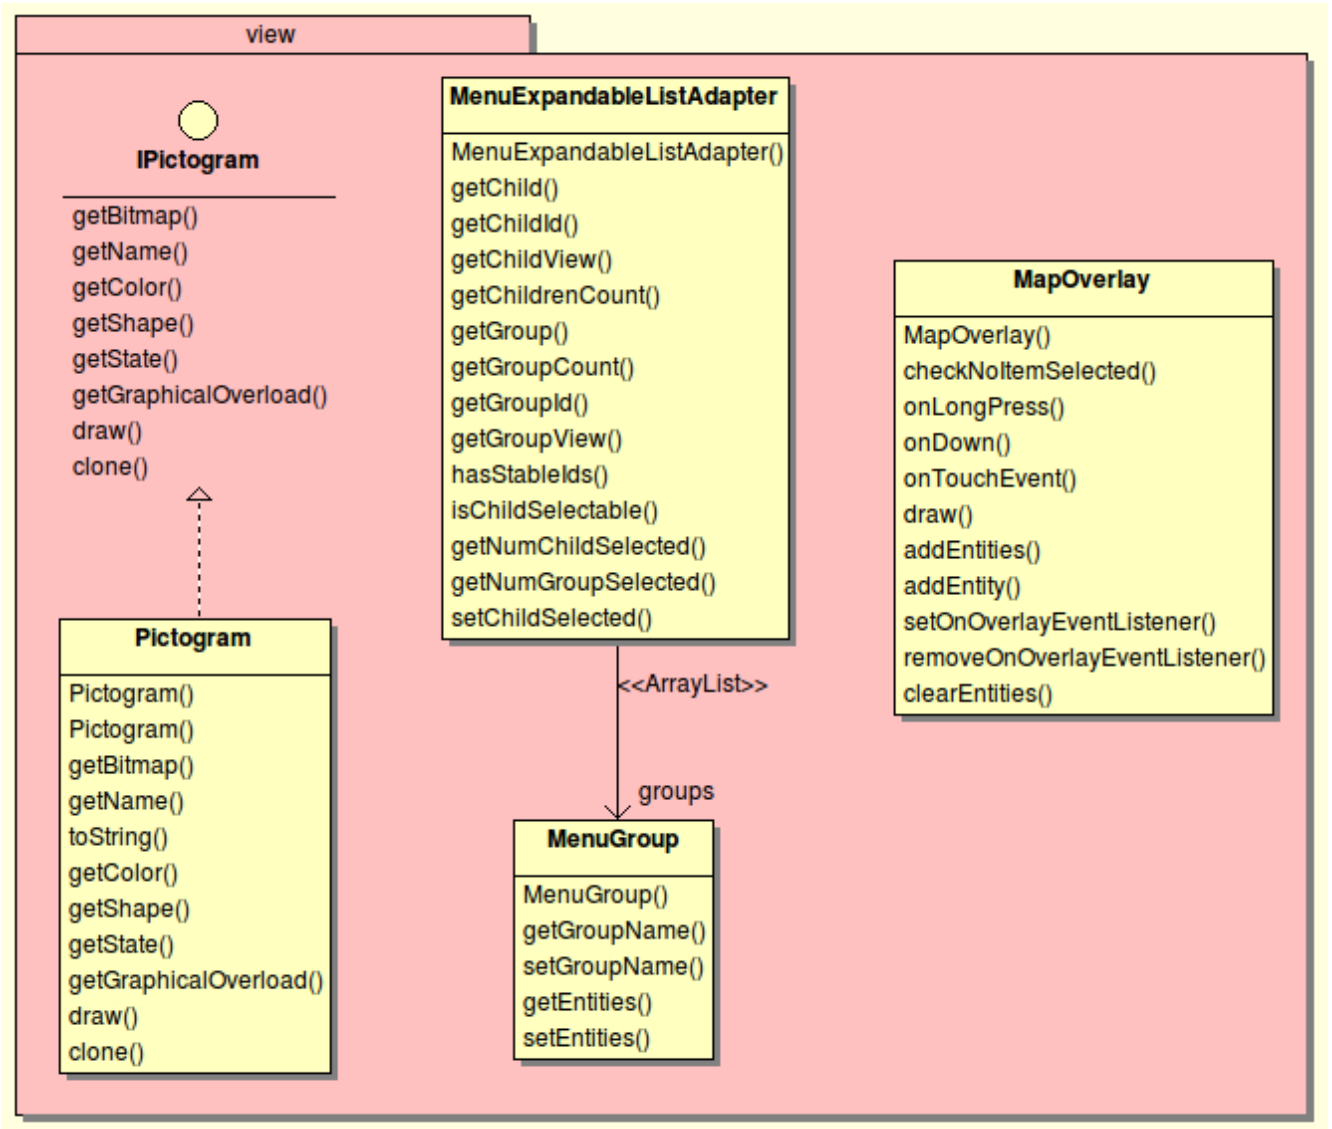 view
IPictogram
getBitmap()
getName()
getColor()
getShape()
getState()
getGraphicalOverload()
draw()
clone()
Pictogram
Pictogram()
Pictogram()
getBitmap()
getName()
toString()
getColor()
getShape()
getState()
getGraphicalOverload()
draw()
clone()
MenuExpandableListAdapter
MenuExpandableListAdapter()
getChild()
getChildId()
getChildView()
getChildrenCount()
getGroup()
getGroupCount()
getGroupId()
getGroupView()
hasStableIds()
isChildSelectable()
getNumChildSelected()
getNumGroupSelected()
setChildSelected()
<<ArrayList>>
groups
MenuGroup
MenuGroup()
getGroupName()
setGroupName()
getEntities()
setEntities()
MapOverlay
MapOverlay()
checkNoItemSelected()
onLongPress()
onDown()
onTouchEvent()
draw()
addEntities()
addEntity()
setOnOverlayEventListener()
removeOnOverlayEventListener()
clearEntities()